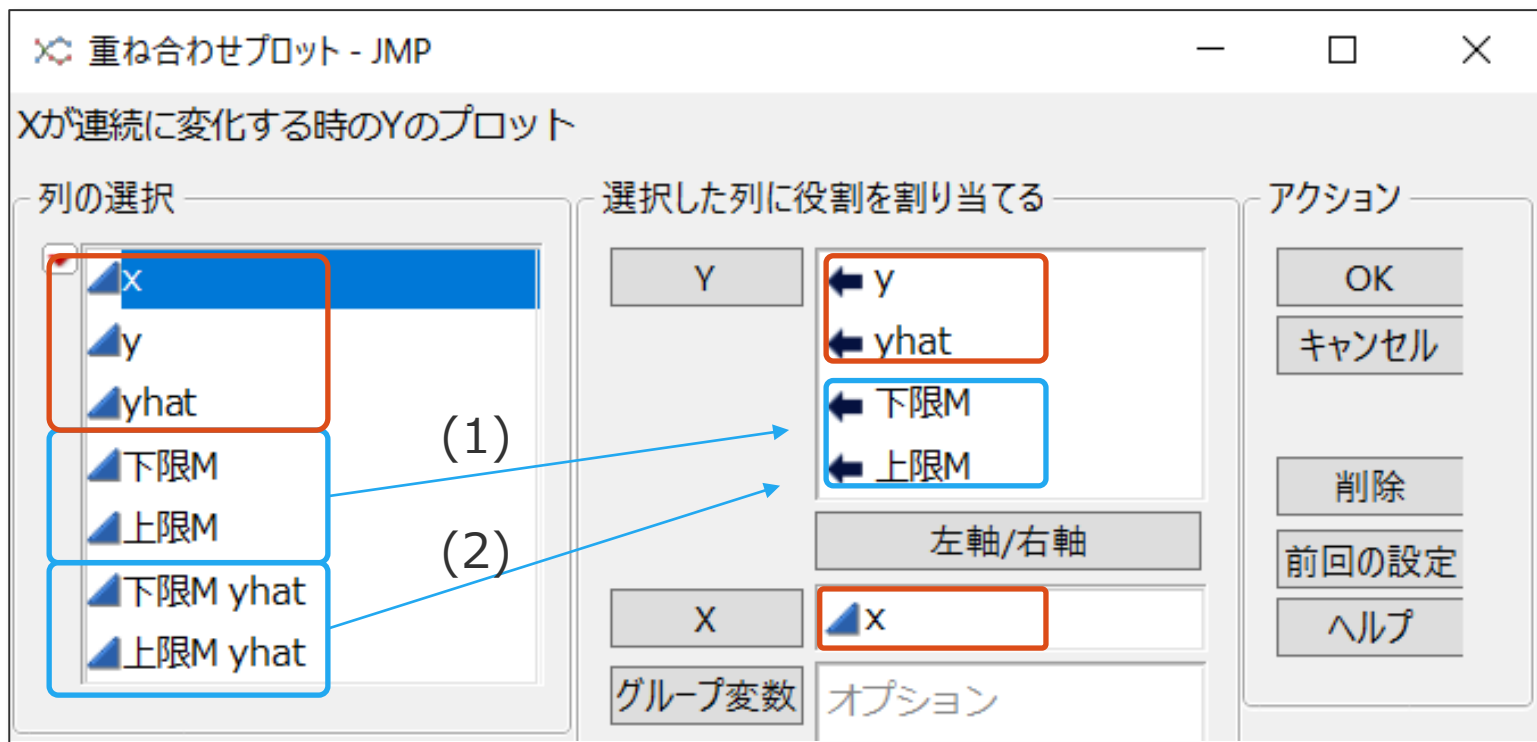 重ね合わせプロット - JMP
Xが連続に変化する時のYのプロット
列の選択
x
y
yhat
下限M
上限M
下限M yhat
上限M yhat
(1)
(2)
選択した列に役割を割り当てる
Y
y
yhat
下限M
上限M
左軸/右軸
X
x
グループ変数
オプション
アクション
OK
キャンセル
削除
前回の設定
ヘルプ